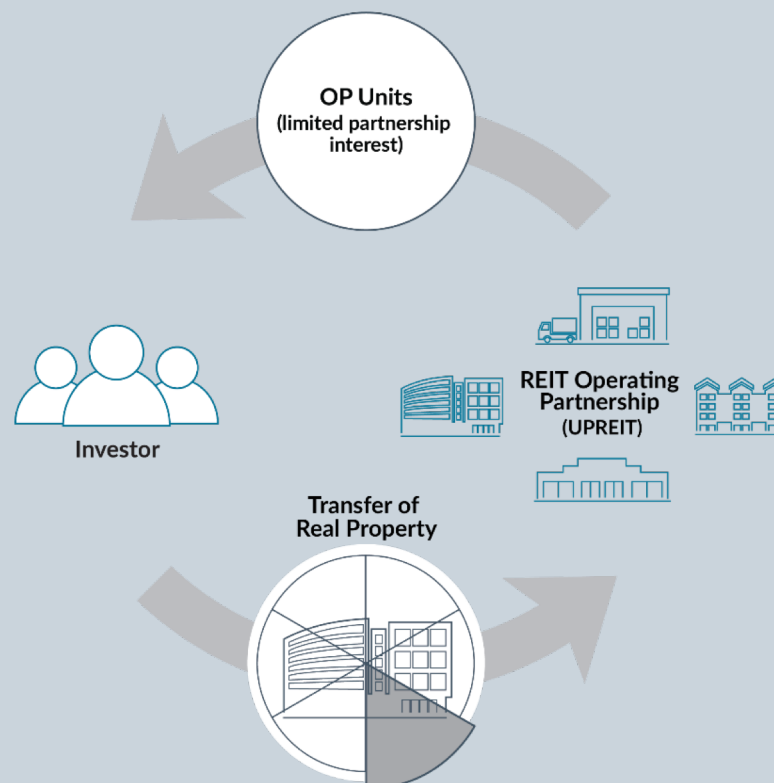 OP Units
(limited partnership
interest)
REIT Operating
Partnership
(UPREIT)
Investor
Transfer of
Real Property